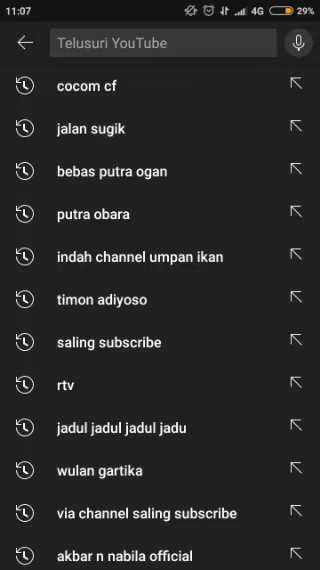 11:07
4G
29%
Telusuri YouTube
cocom cf
jalan sugik
bebas putra ogan
putra obara
indah channel umpan ikan
timon adiyoso
saling subscribe
rtv
jadul jadul jadul jadu
wulan gartika
via channel saling subscribe
akbar n nabila official